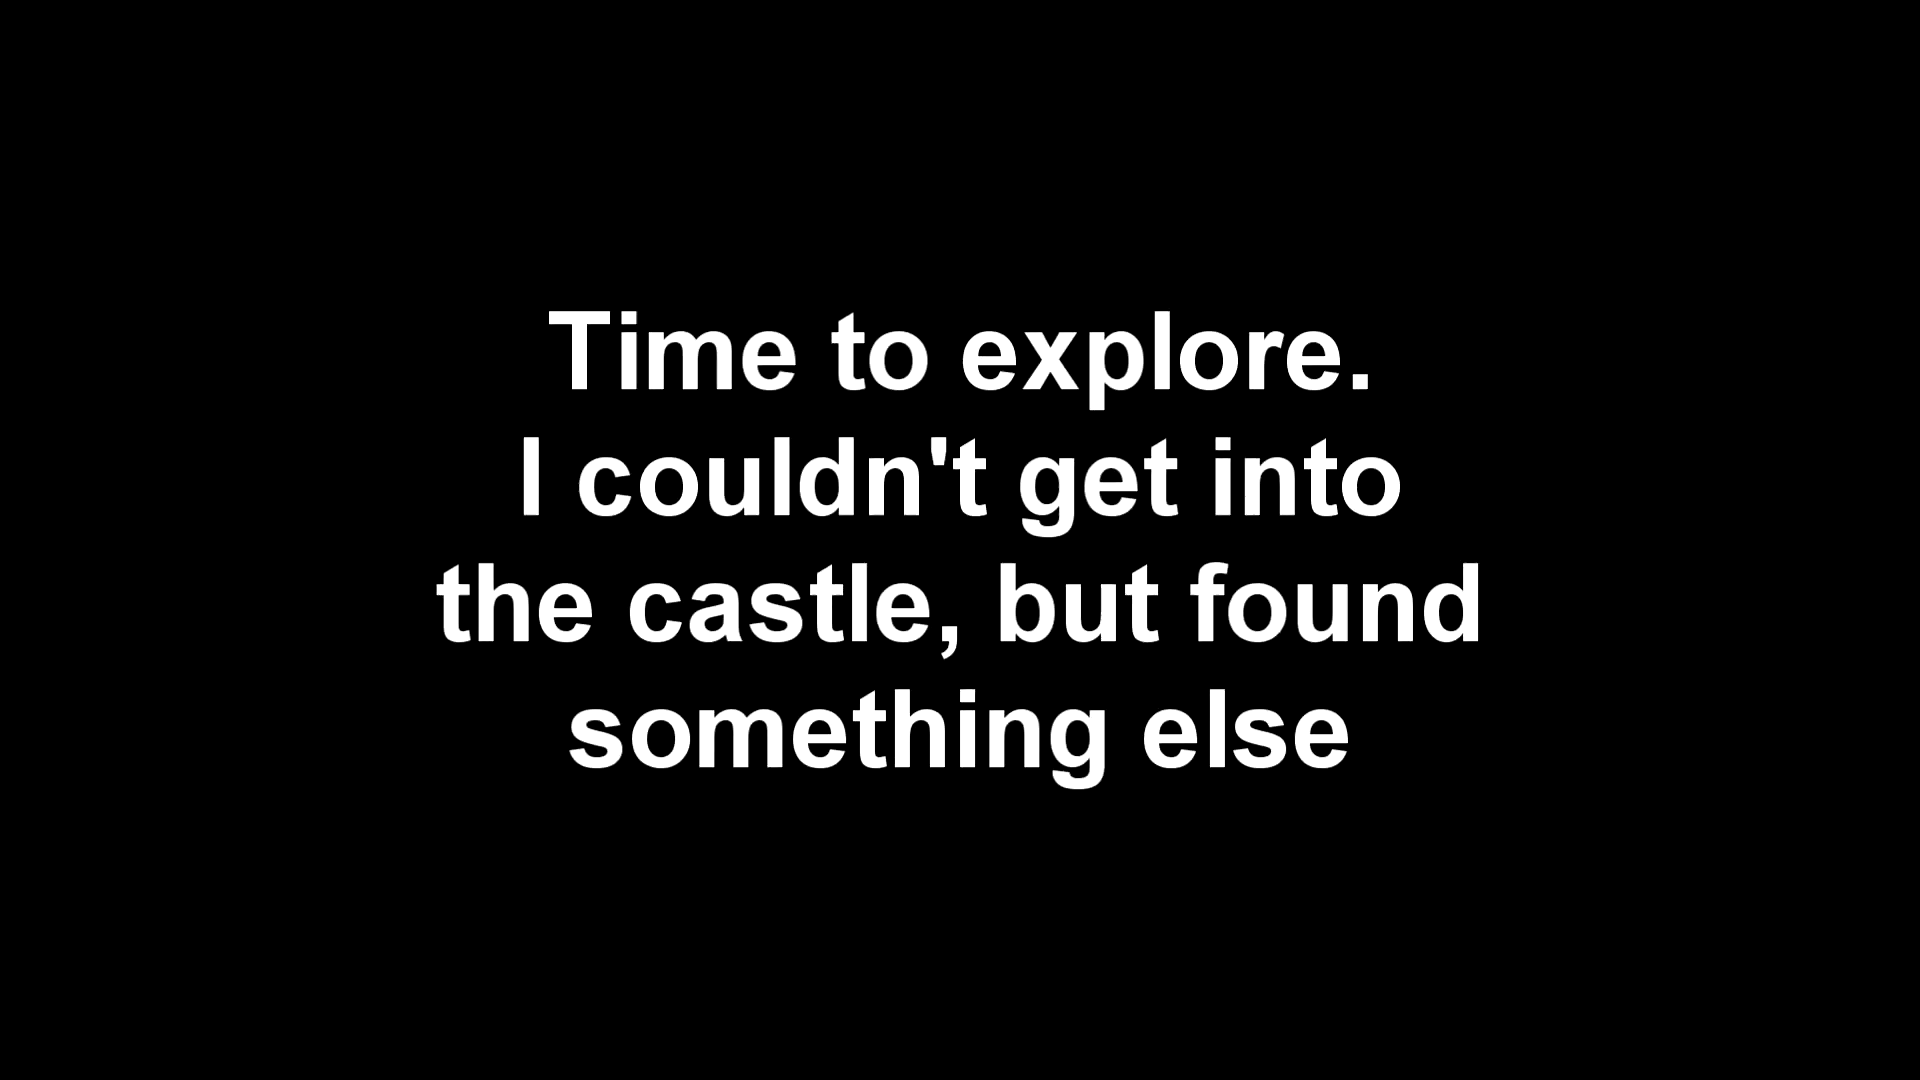 Time to explore.
I couldn't get into
the castle, but found
something else